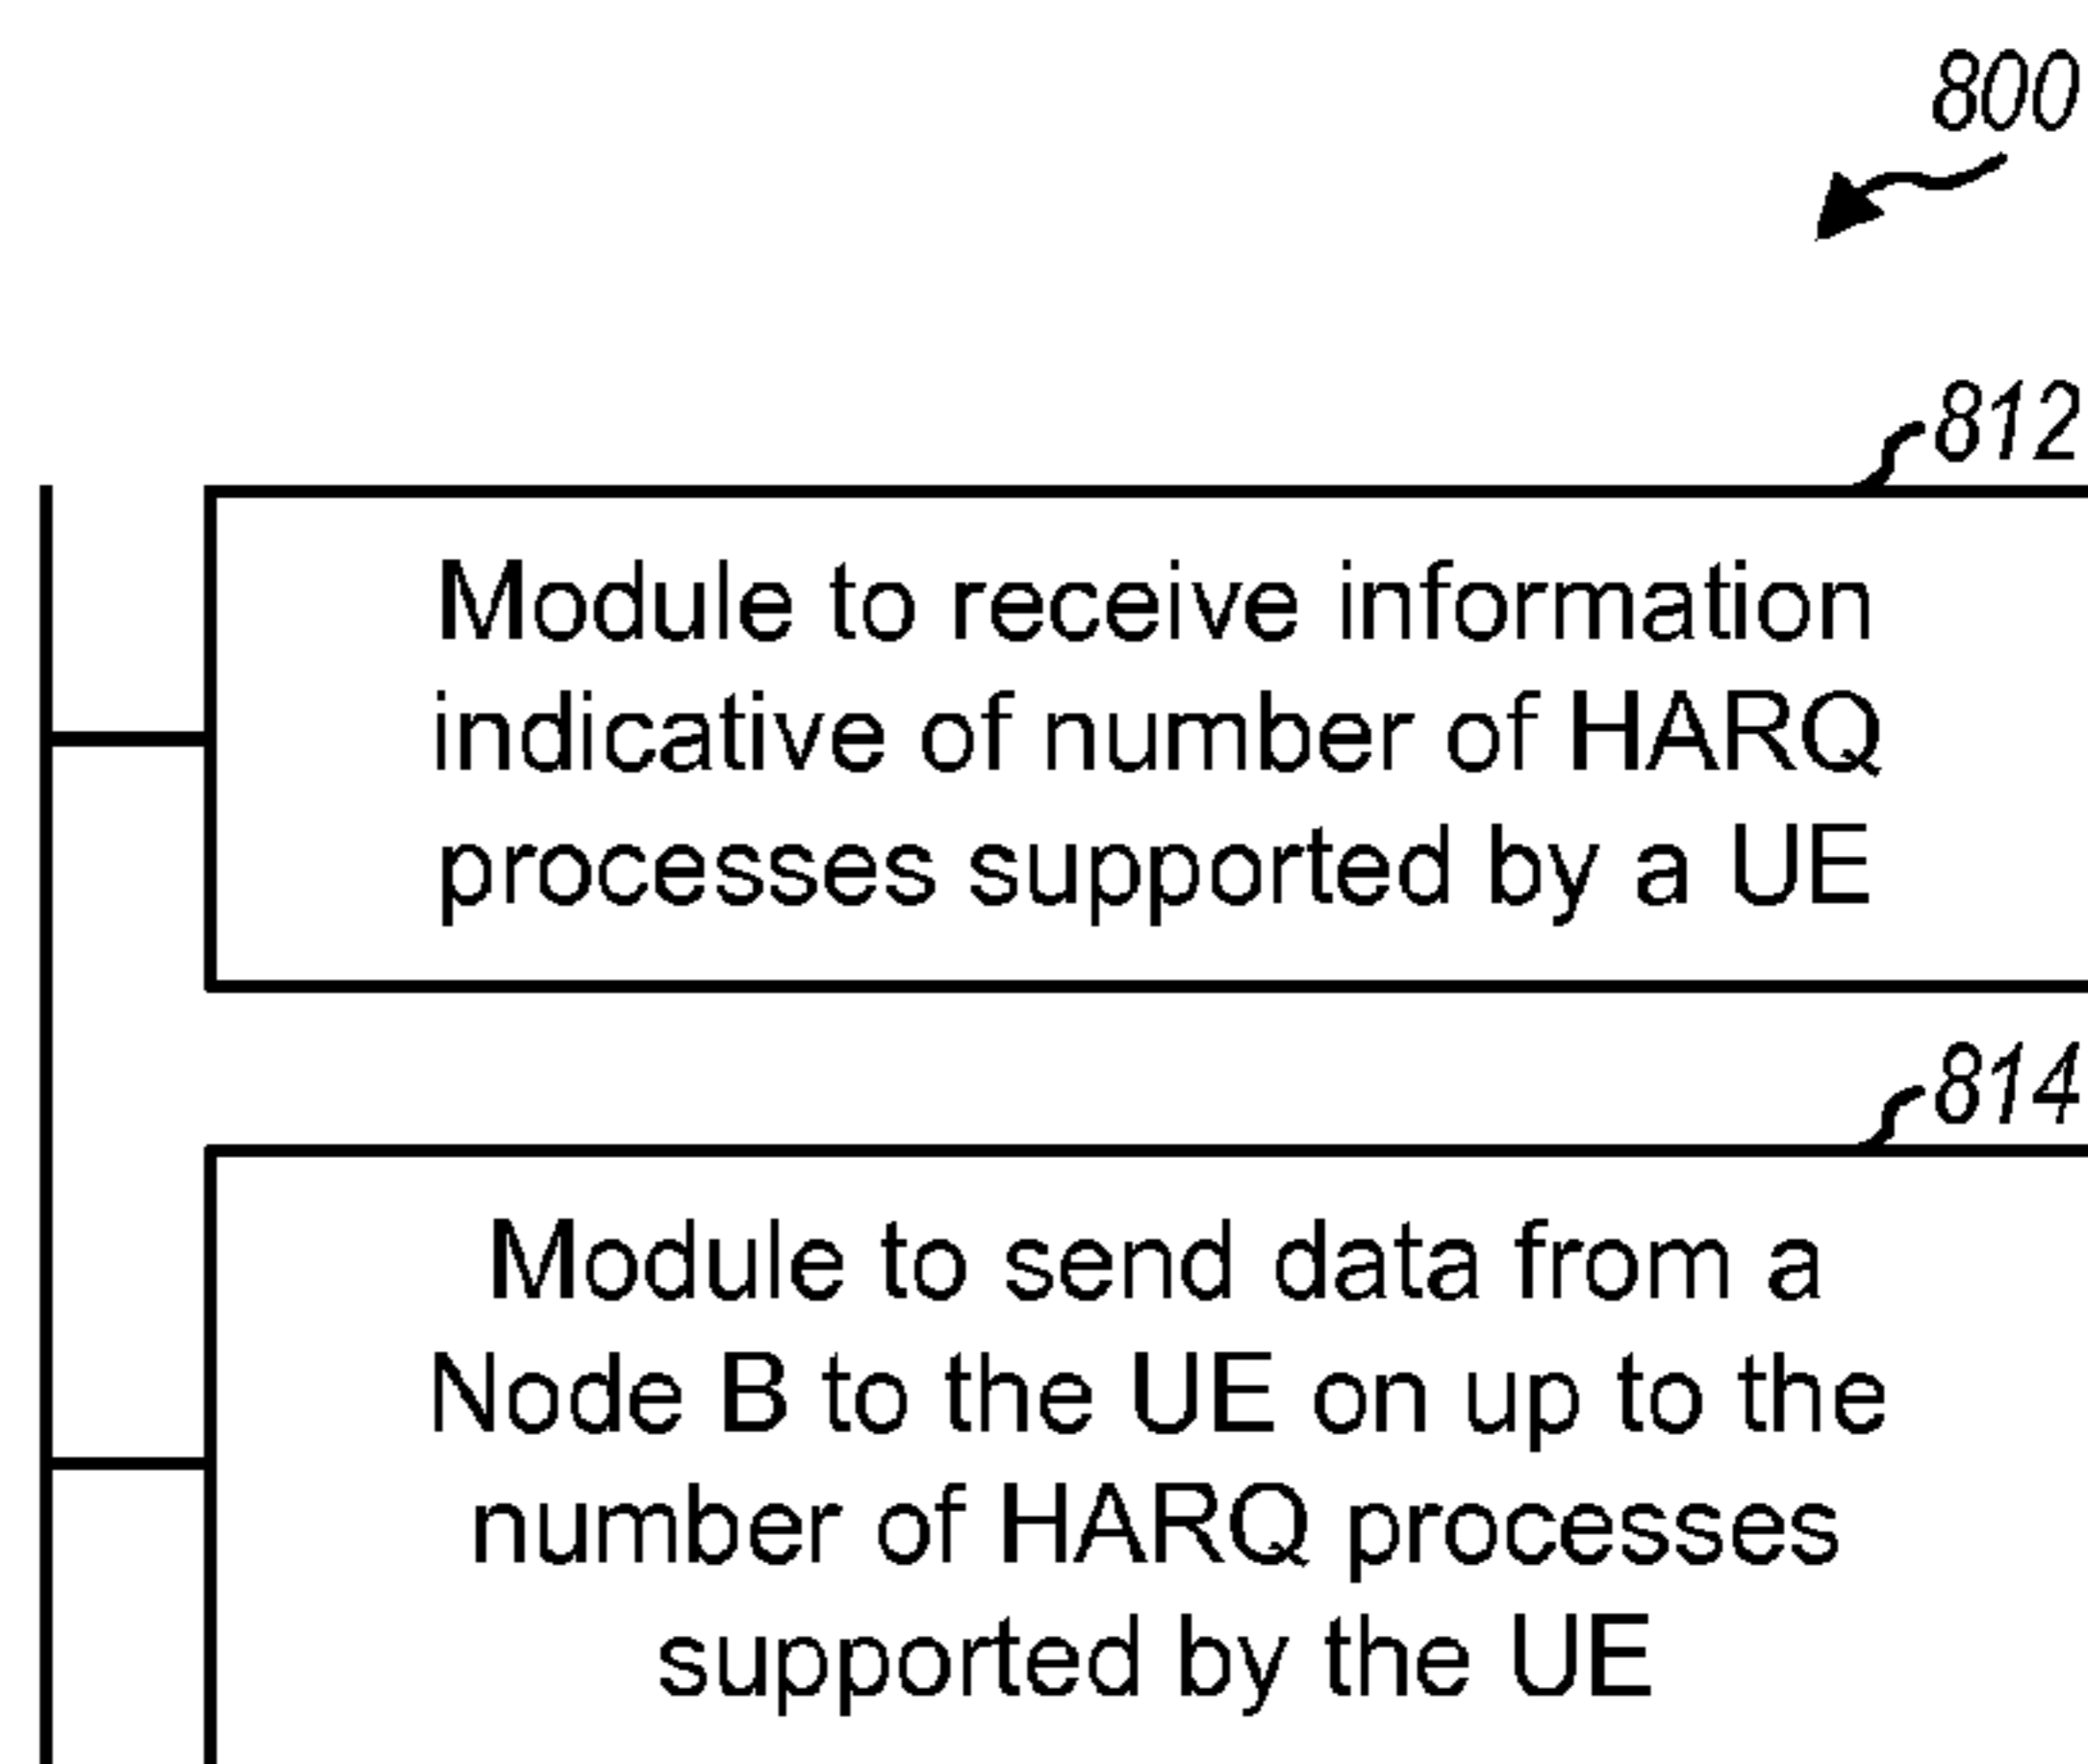 800
812
Module to receive information
indicative of number of HARQ
processes supported by a UE
814
Module to send data from a
Node B to the UE on up to the
number of HARQ processes
supported by the UE